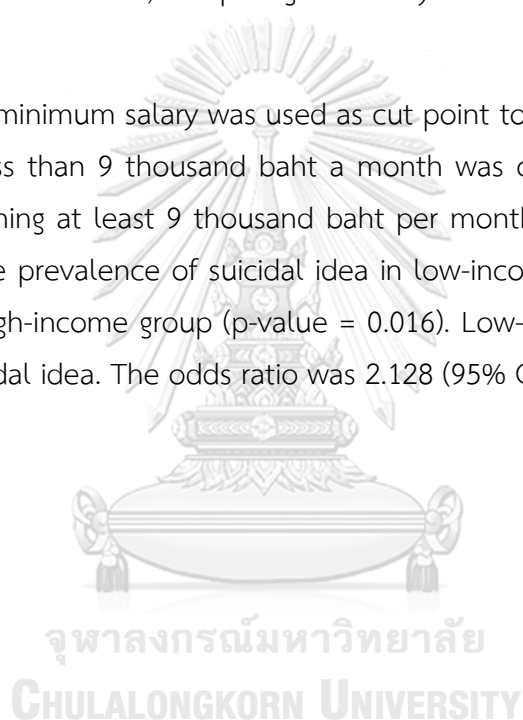 minimum salary was used as cut point to
ss than 9 thousand baht a month was
ning at least 9 thousand baht per month
e prevalence of suicidal idea in low-inco
gh-income group (p-value = 0.016). Low-
dal idea. The odds ratio was 2.128 (95%
จุฬาลงกรณ์มหาวิทยาลัย
CHULALONGKORN UNIVERSITY